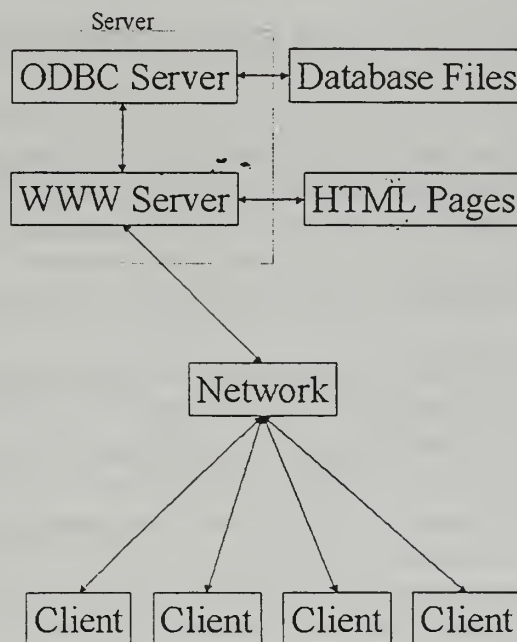 Server
ODBC Server
Database Files
WWW Server
HTML Pages
Network
Client
Client
Client
Client